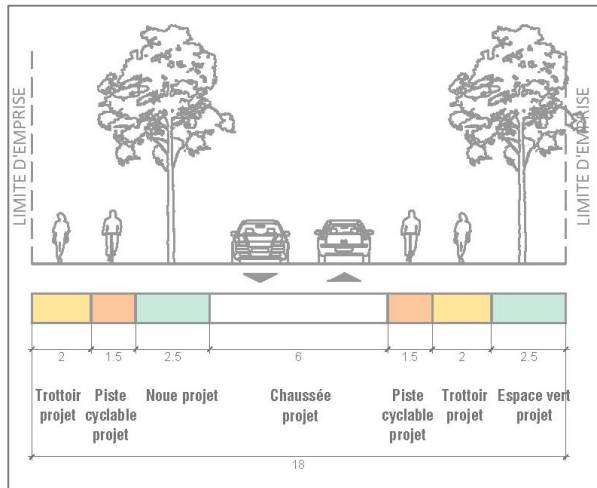 LIMITE D'EMPRISE
LIMITE D'EMPRISE
2
1.5
2.5
6
1.5
2
2.5
Trottoir
projet
Piste
cyclable
projet
Noue projet
Chaussée
projet
Piste
cyclable
projet
Trottoir
projet
Espace vert
projet
18